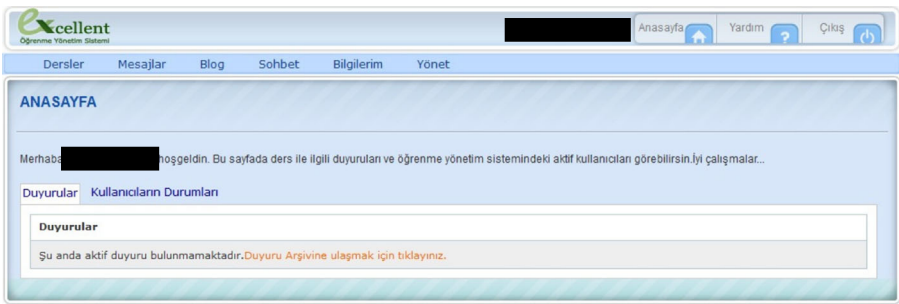 excellent
Öğrenme Yönetim Sistemi
Anasayfa Yardım Çıkış
Dersler Mesajlar Blog Sohbet Bilgilerim Yönet
ANASAYFA
Merhaba hoşgeldin. Bu sayfada ders ile ilgili duyuruları ve öğrenme yönetim sistemindeki aktif kullanıcıları görebilirsin.İyi çalışmalar...
Duyurular Kullanıcıların Durumları
Duyurular
Şu anda aktif duyuru bulunmamaktadır.Duyuru Arşivine ulaşmak için tıklayınız.